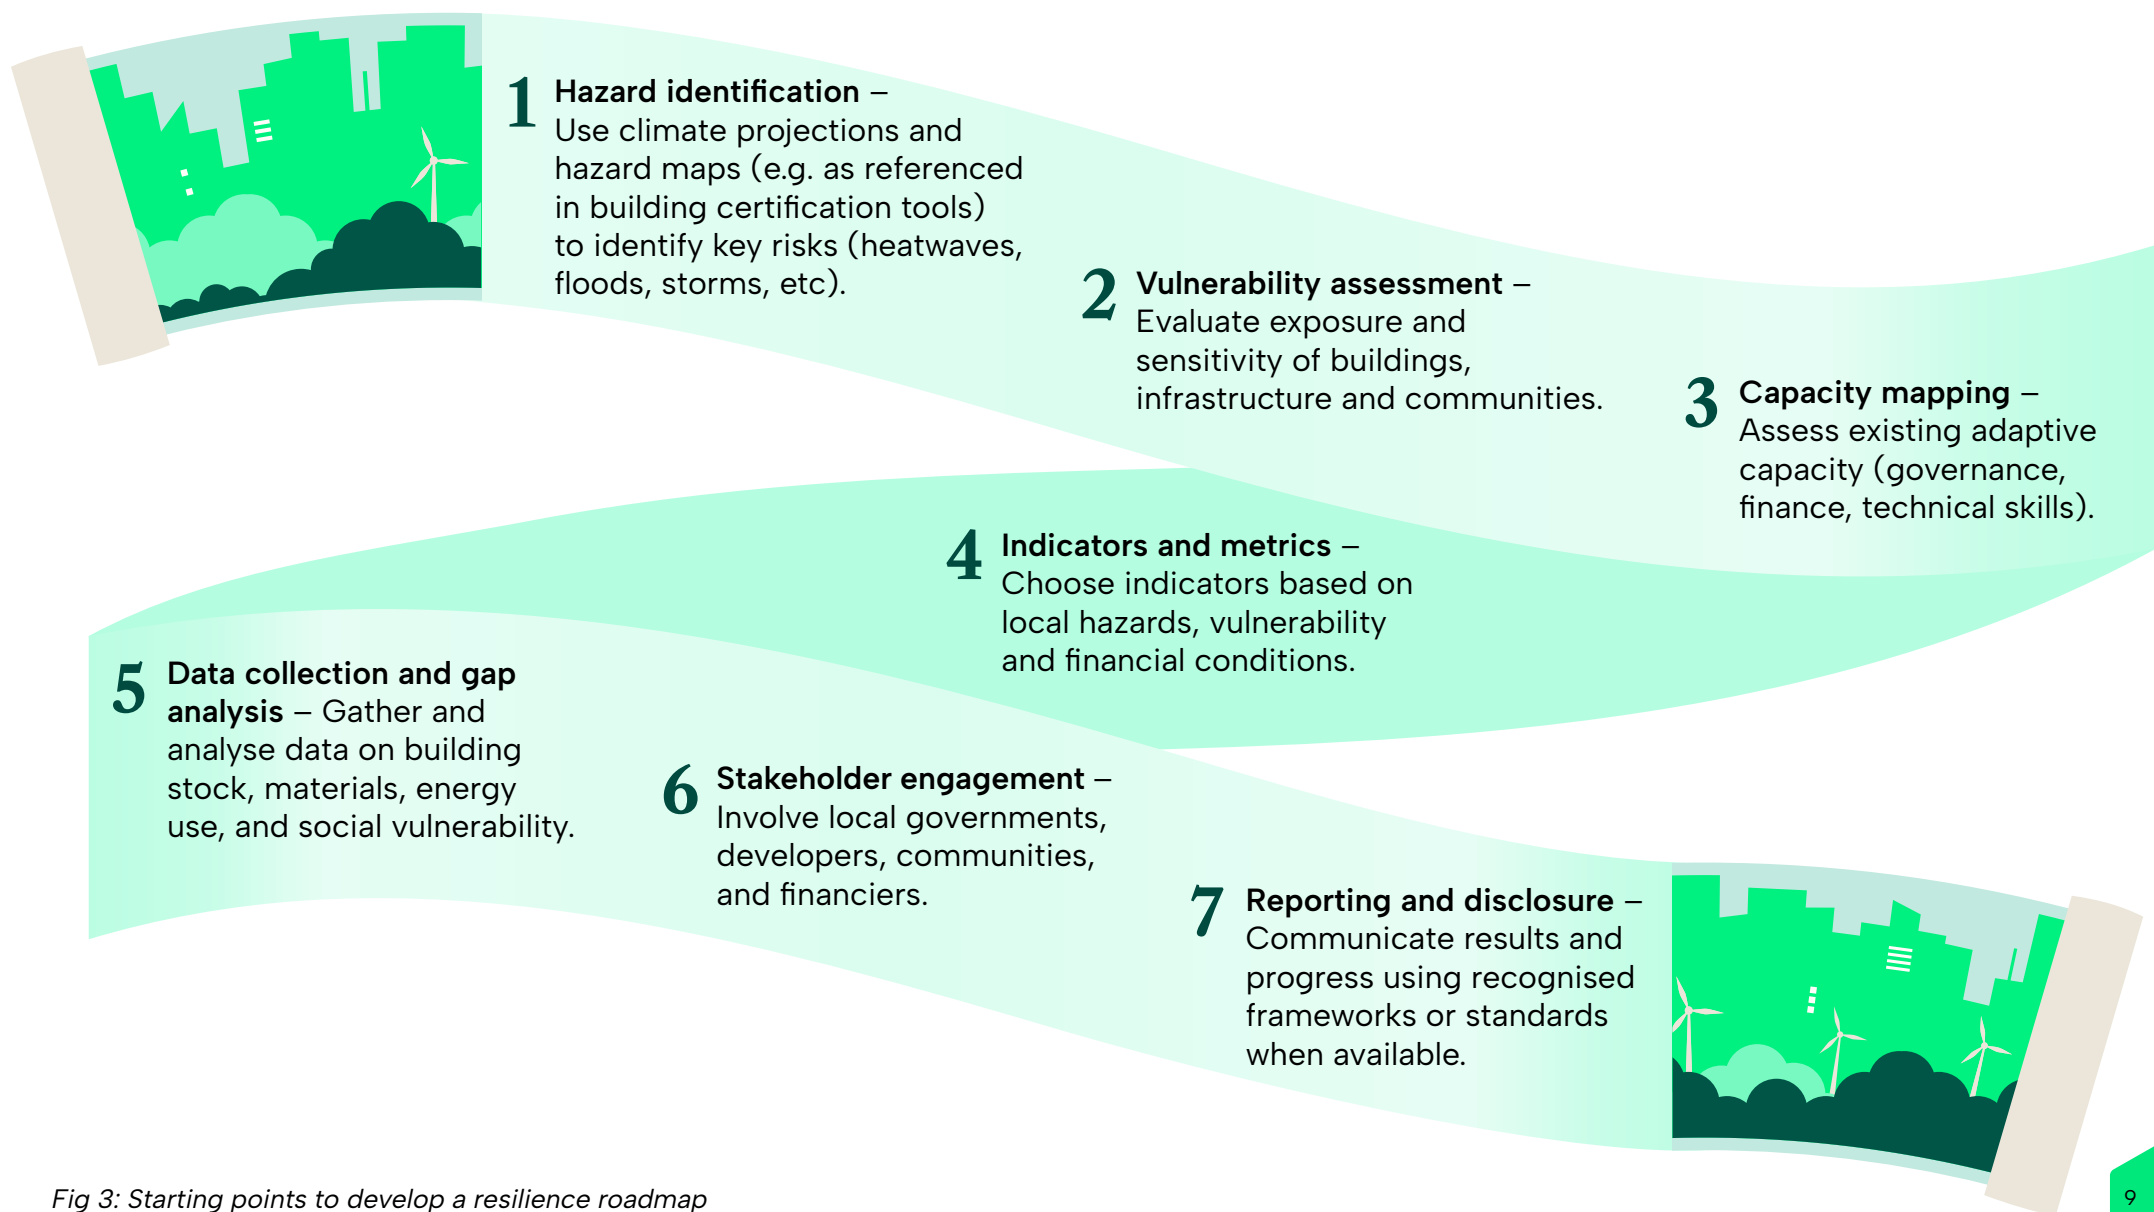 1
Hazard identification –
Use climate projections and
hazard maps (e.g. as referenced
in building certification tools)
to identify key risks (heatwaves,
floods, storms, etc).
2
Vulnerability assessment –
Evaluate exposure and
sensitivity of buildings,
infrastructure and communities.
3
Capacity mapping –
Assess existing adaptive
capacity (governance,
finance, technical skills).
4
Indicators and metrics –
Choose indicators based on
local hazards, vulnerability
and financial conditions.
5
Data collection and gap
analysis – Gather and
analyse data on building
stock, materials, energy
use, and social vulnerability.
6
Stakeholder engagement –
Involve local governments,
developers, communities,
and financiers.
7
Reporting and disclosure –
Communicate results and
progress using recognised
frameworks or standards
when available.
Fig 3: Starting points to develop a resilience roadmap
9